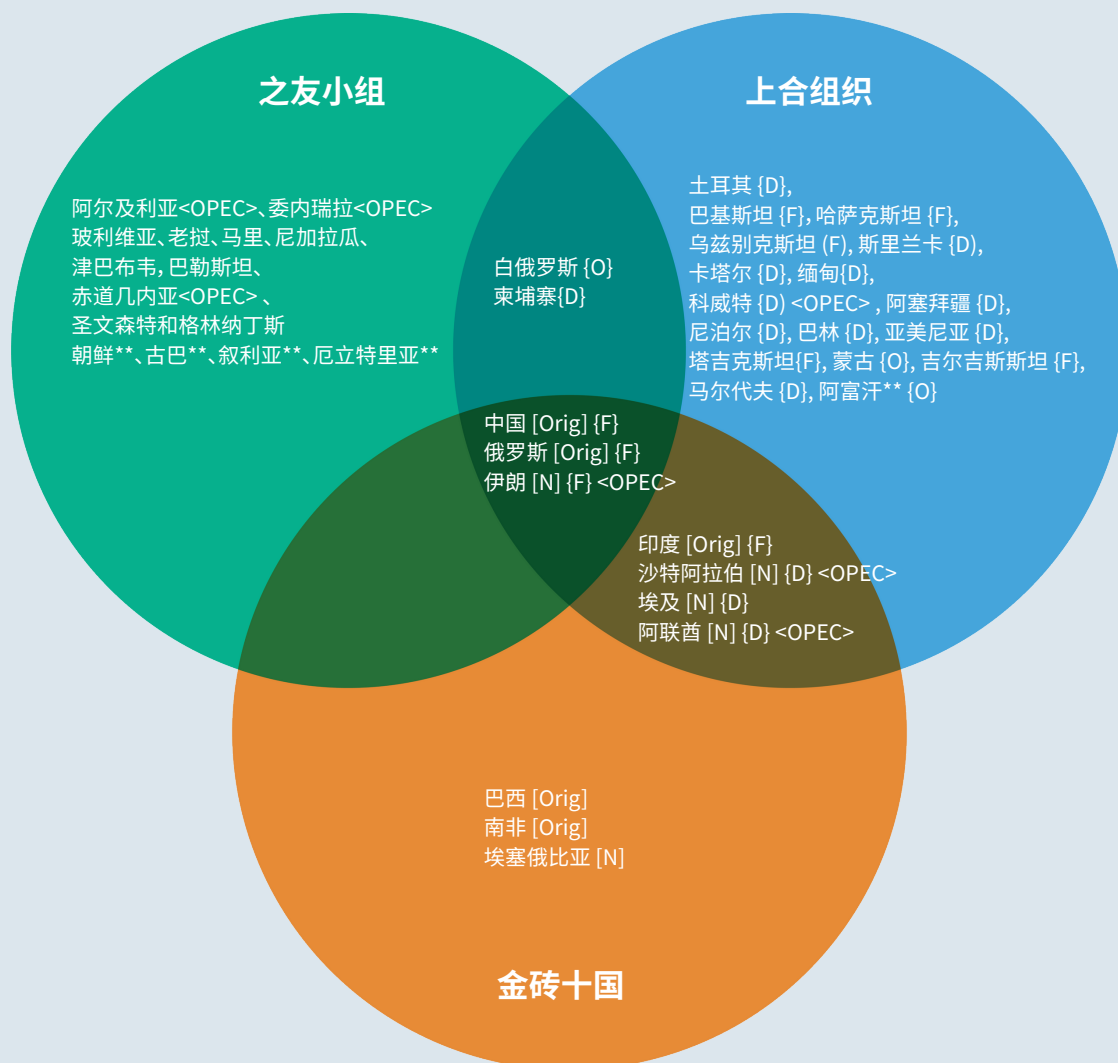 之友小组
上合组织
阿尔及利亚<OPEC>、委内瑞拉<OPEC>
玻利维亚、老挝、马里、尼加拉瓜、
津巴布韦, 巴勒斯坦、
赤道几内亚<OPEC> 、
圣文森特和格林纳丁斯
朝鲜**、古巴**、叙利亚**、厄立特里亚**
白俄罗斯 {O}
柬埔寨{D}
土耳其 {D},
巴基斯坦 {F}, 哈萨克斯坦 {F},
乌兹别克斯坦 (F), 斯里兰卡 {D),
卡塔尔 {D}, 缅甸{D},
科威特 {D) <OPEC> , 阿塞拜疆 {D},
尼泊尔 {D}, 巴林 {D}, 亚美尼亚 {D},
塔吉克斯坦{F}, 蒙古 {O}, 吉尔吉斯斯坦 {F},
马尔代夫 {D}, 阿富汗** {O}
中国 [Orig] {F}
俄罗斯 [Orig] {F}
伊朗 [N] {F} <OPEC>
印度 [Orig] {F}
沙特阿拉伯 [N] {D} <OPEC>
埃及 [N] {D}
阿联酋 [N] {D} <OPEC>
巴西 [Orig]
南非 [Orig]
埃塞俄比亚 [N]
金砖十国